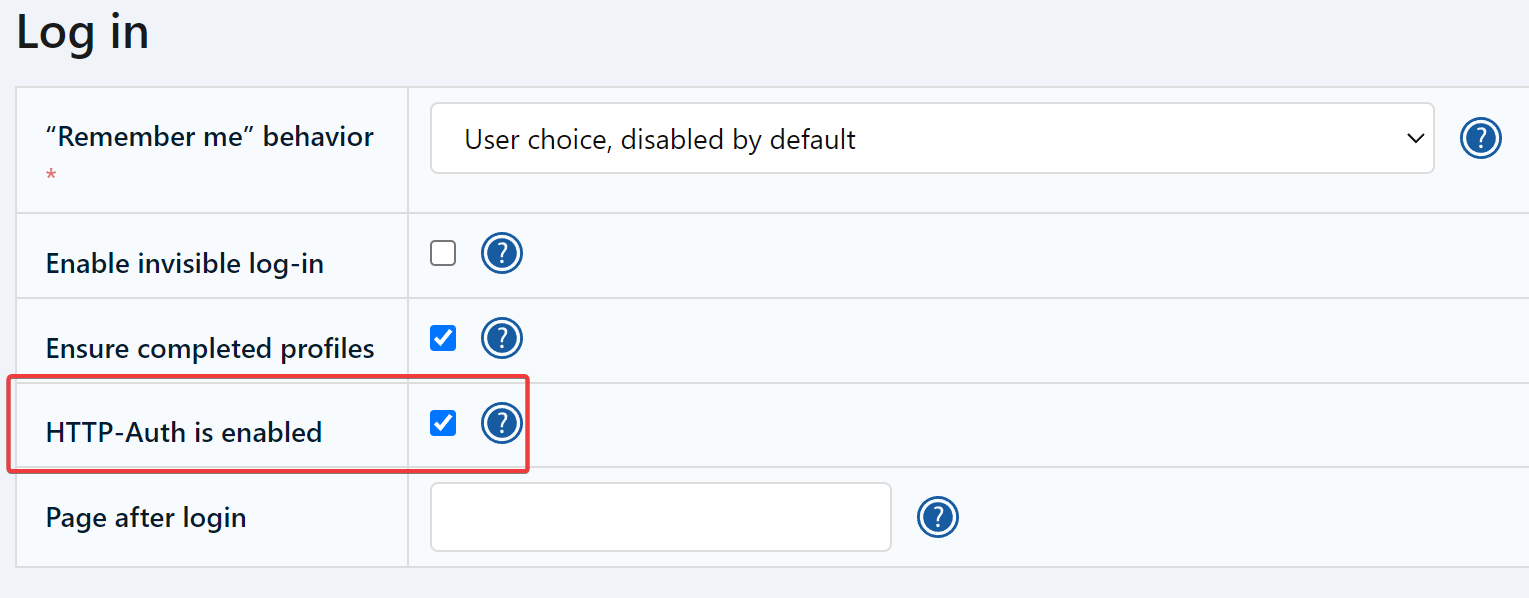 Log in
“Remember me” behavior
*
User choice, disabled by default
?
Enable invisible log-in
?
Ensure completed profiles
?
HTTP-Auth is enabled
?
Page after login
?